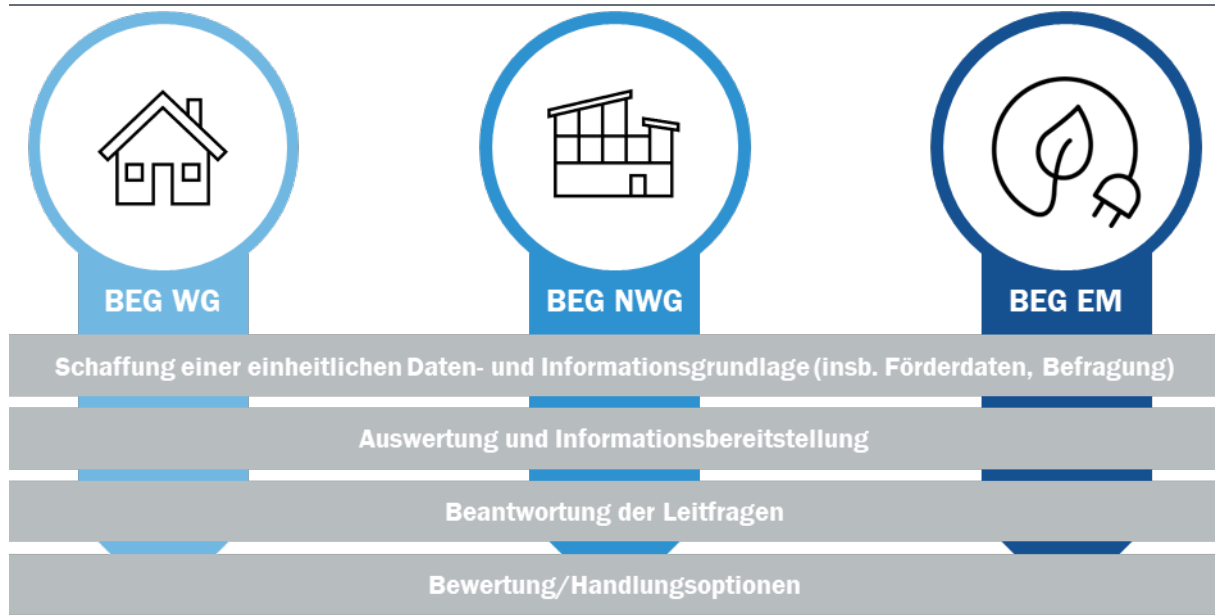 BEG WG
BEG NWG
BEG EM
Schaffung einer einheitlichen Daten- und Informationsgrundlage (insb. Förderdaten, Befragung)
Auswertung und Informationsbereitstellung
Beantwortung der Leitfragen
Bewertung/Handlungsoptionen